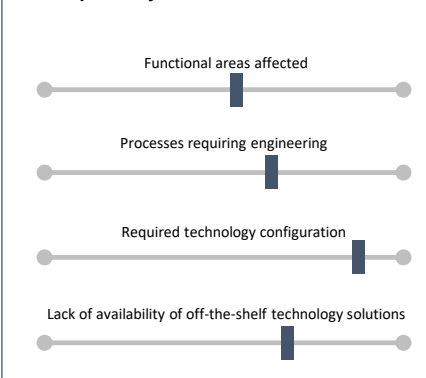 Functional areas affected
Processes requiring engineering
Required technology configuration
Lack of availability of off-the-shelf technology solutions